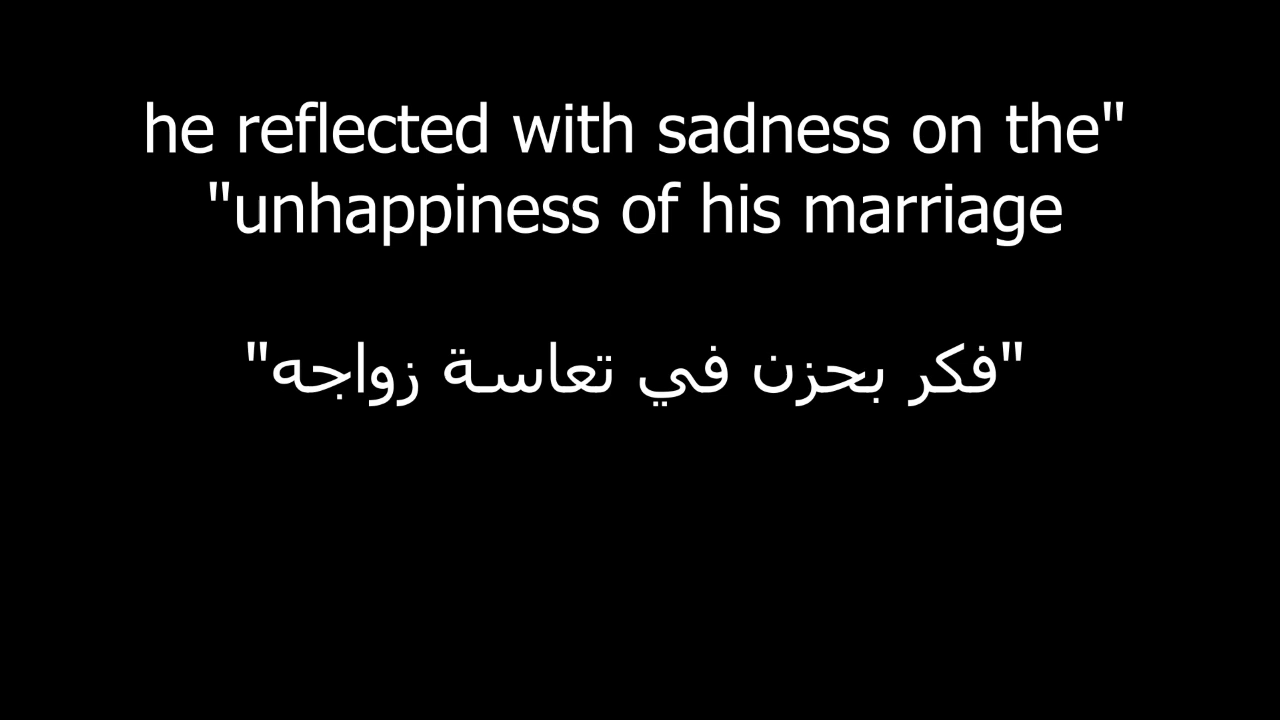 he reflected with sadness on the"
"unhappiness of his marriage
"فكر بحزن في تعاسة زواجه"